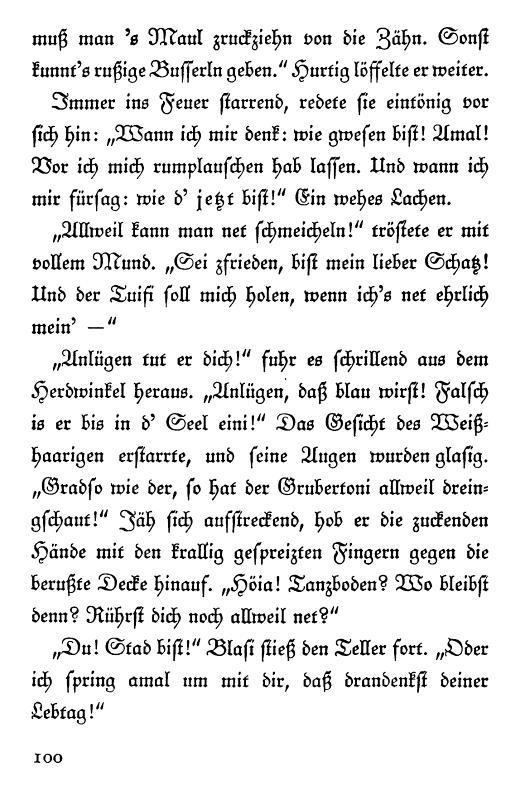 muß man 's Maul zruckziehn von die Zähn. Sonst
kunnt's rußige Busserln geben.“ Hurtig löffelte er weiter.
Immer ins Feuer starrend, redete sie eintönig vor
sich hin: „Wann ich mir denk: wie gwesen bist! Amal!
Vor ich mich rumplauschen hab lassen. Und wann ich
mir fürsag: wie d' jetzt bist!“ Ein wehes Lachen.
„Allweil kann man net schmeicheln!“ tröstete er mit
vollem Mund. „Sei zfrieden, bist mein lieber Schatz!
Und der Tuifi soll mich holen, wenn ich's net ehrlich
mein' —“
„Anlügen tut er dich!“ fuhr es schrillend aus dem
Herdwinkel heraus. „Anlügen, daß blau wirst! Falsch
is er bis in d' Seel eini!“ Das Gesicht des Weiß-
haarigen erstarrte, und seine Augen wurden glasig.
„Gradso wie der, so hat der Grubertoni allweil drein-
gschaut!“ Jäh sich aufstreckend, hob er die zuckenden
Hände mit den krallig gespreizten Fingern gegen die
berußte Decke hinauf. „Höia! Tanzboden? Wo bleibst
denn? Rührst dich noch allweil net?“
„Du! Stad bist!“ Blasi stieß den Teller fort. „Oder
ich spring amal um mit dir, daß drandenkst deiner
Lebtag!“
100